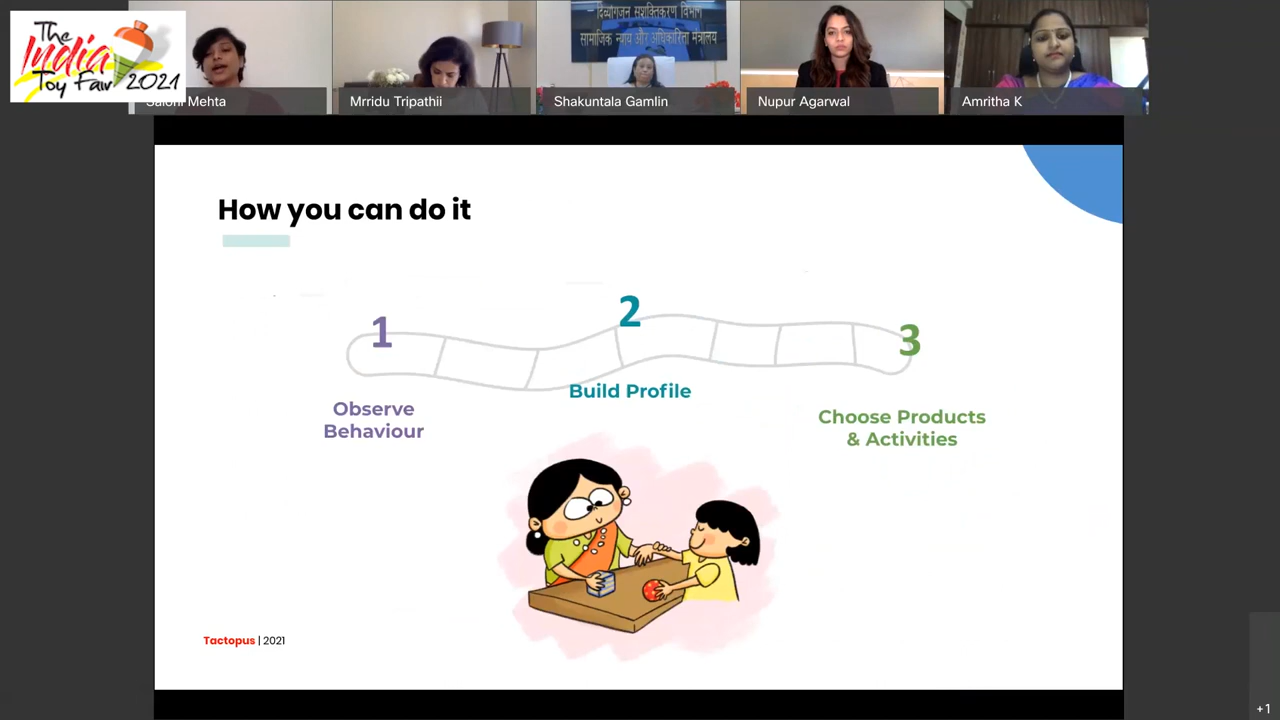 The
India
Toy Fair 2021
दिव्यांगजन सशक्तिकरण विभाग
सामाजिक न्याय और अधिकारिता मंत्रालय
Saloni Mehta
Mrridu Tripathii
Shakuntala Gamlin
Nupur Agarwal
Amritha K
How you can do it
1
2
3
Build Profile
Observe
Behaviour
Choose Products
& Activities
Tactopus | 2021
+1